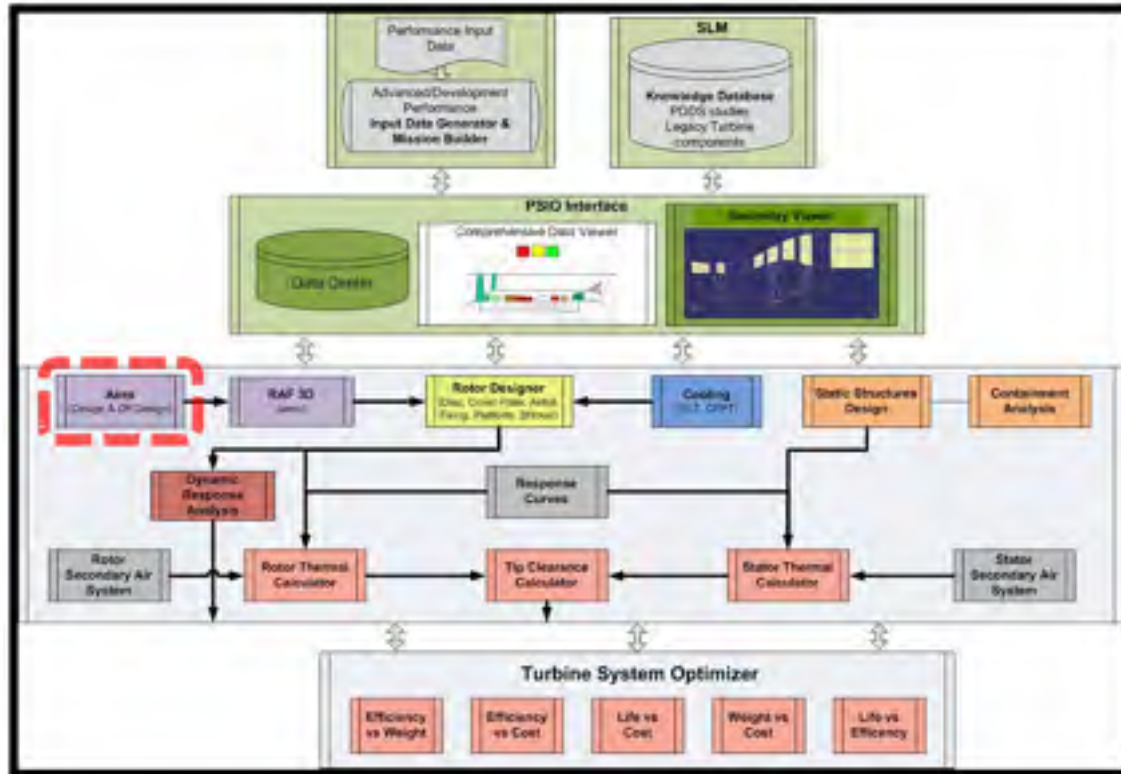 Performance Input
Data
Advanced/Development
Performance
Input Data Generator &
Mission Builder
SLM
Knowledge Database
PDDS studies
Legacy Turbine
components
PSIO Interface
Data Center
Comprehensive Data Viewer
Secondary Viewer
Aero
(Design & Off Design)
RAF 3D
(aero)
Rotor Designer
(Disc, Cover Plate, Airfoil,
Fixing, Platform, Shroud)
Cooling
Static Structures
Design
Containment
Analysis
Dynamic
Response
Analysis
Response
Curves
Rotor
Secondary Air
System
Rotor Thermal
Calculator
Tip Clearance
Calculator
Stator Thermal
Calculator
Stator
Secondary Air
System
Turbine System Optimizer
Efficiency
vs Weight
Efficiency
vs Cost
Life vs
Cost
Weight vs
Cost
Life vs
Efficency